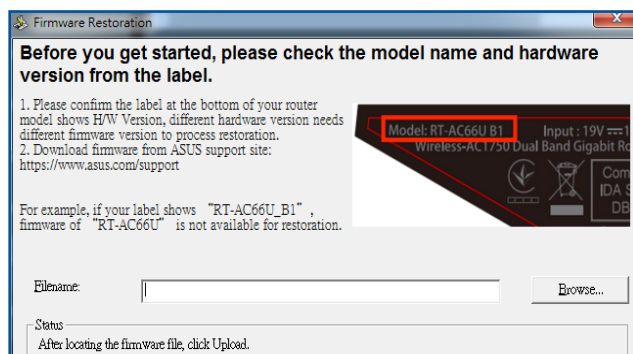 Firmware Restoration
Before you get started, please check the model name and hardware
version from the label.
1. Please confirm the label at the bottom of your router
model shows H/W Version, different hardware version needs
different firmware version to process restoration.
2. Download firmware from ASUS support site:
https://www.asus.com/support
For example, if your label shows “RT-AC66U_B1”,
firmware of “RT-AC66U” is not available for restoration.
Model: RT-AC66U B1 Input : 19V
Wireless-AC1750 Dual Band Gigabit
Com
IDA S
DB
Filename:
Browse...
Status
After locating the firmware file, click Upload.